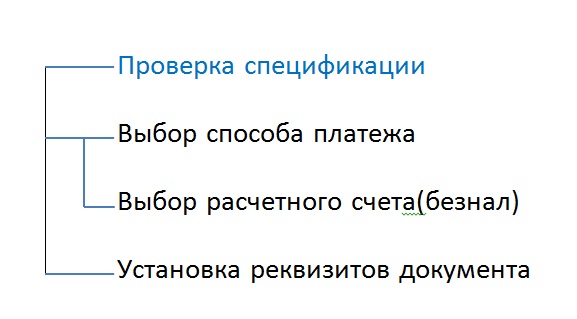 Проверка спецификации
Выбор способа платежа
Выбор расчетного счета(безнал)
Установка реквизитов документа